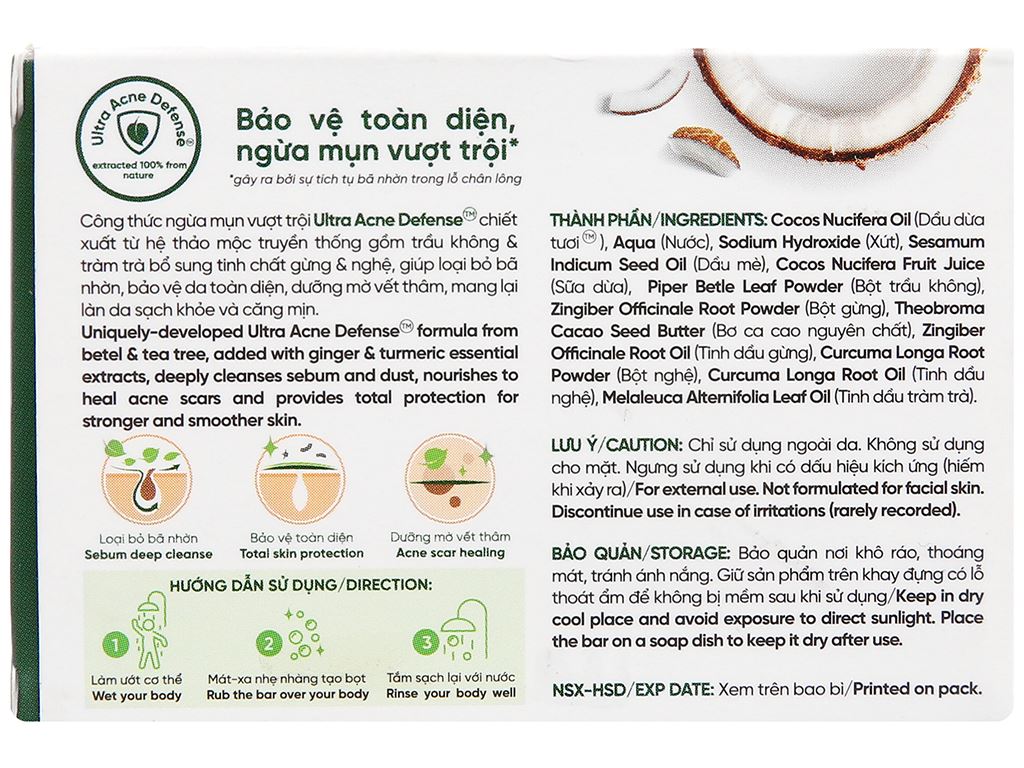 Ultra Acne Defense™
extracted 100% from
nature
Bảo vệ toàn diện,
ngừa mụn vượt trội*
*gây ra bởi sự tích tụ bã nhờn trong lỗ chân lông
Công thức ngừa mụn vượt trội Ultra Acne Defense™ chiết
xuất từ hệ thảo mộc truyền thống gồm trầu không &
tràm trà bổ sung tinh chất gừng & nghệ, giúp loại bỏ bã
nhờn, bảo vệ da toàn diện, dưỡng mờ vết thâm, mang lại
làn da sạch khỏe và căng mịn.
Uniquely-developed Ultra Acne Defense™ formula from
betel & tea tree, added with ginger & turmeric essential
extracts, deeply cleanses sebum and dust, nourishes to
heal acne scars and provides total protection for
stronger and smoother skin.
Loại bỏ bã nhờn
Sebum deep cleanse
Bảo vệ toàn diện
Total skin protection
Dưỡng mờ vết thâm
Acne scar healing
HƯỚNG DẪN SỬ DỤNG/DIRECTION:
1
Làm ướt cơ thể
Wet your body
2
Mát-xa nhẹ nhàng tạo bọt
Rub the bar over your body
3
Tắm sạch lại với nước
Rinse your body well
THÀNH PHẦN/INGREDIENTS: Cocos Nucifera Oil (Dầu dừa
tươi ™), Aqua (Nước), Sodium Hydroxide (Xút), Sesamum
Indicum Seed Oil (Dầu mè), Cocos Nucifera Fruit Juice
(Sữa dừa), Piper Betle Leaf Powder (Bột trầu không),
Zingiber Officinale Root Powder (Bột gừng), Theobroma
Cacao Seed Butter (Bơ ca cao nguyên chất), Zingiber
Officinale Root Oil (Tinh dầu gừng), Curcuma Longa Root
Powder (Bột nghệ), Curcuma Longa Root Oil (Tinh dầu
nghệ), Melaleuca Alternifolia Leaf Oil (Tinh dầu tràm trà).
LƯU Ý/CAUTION: Chỉ sử dụng ngoài da. Không sử dụng
cho mặt. Ngưng sử dụng khi có dấu hiệu kích ứng (hiếm
khi xảy ra)/For external use. Not formulated for facial skin.
Discontinue use in case of irritations (rarely recorded).
BẢO QUẢN/STORAGE: Bảo quản nơi khô ráo, thoáng
mát, tránh ánh nắng. Giữ sản phẩm trên khay đựng có lỗ
thoát ẩm để không bị mềm sau khi sử dụng/Keep in dry
cool place and avoid exposure to direct sunlight. Place
the bar on a soap dish to keep it dry after use.
NSX-HSD/EXP DATE: Xem trên bao bì/Printed on pack.